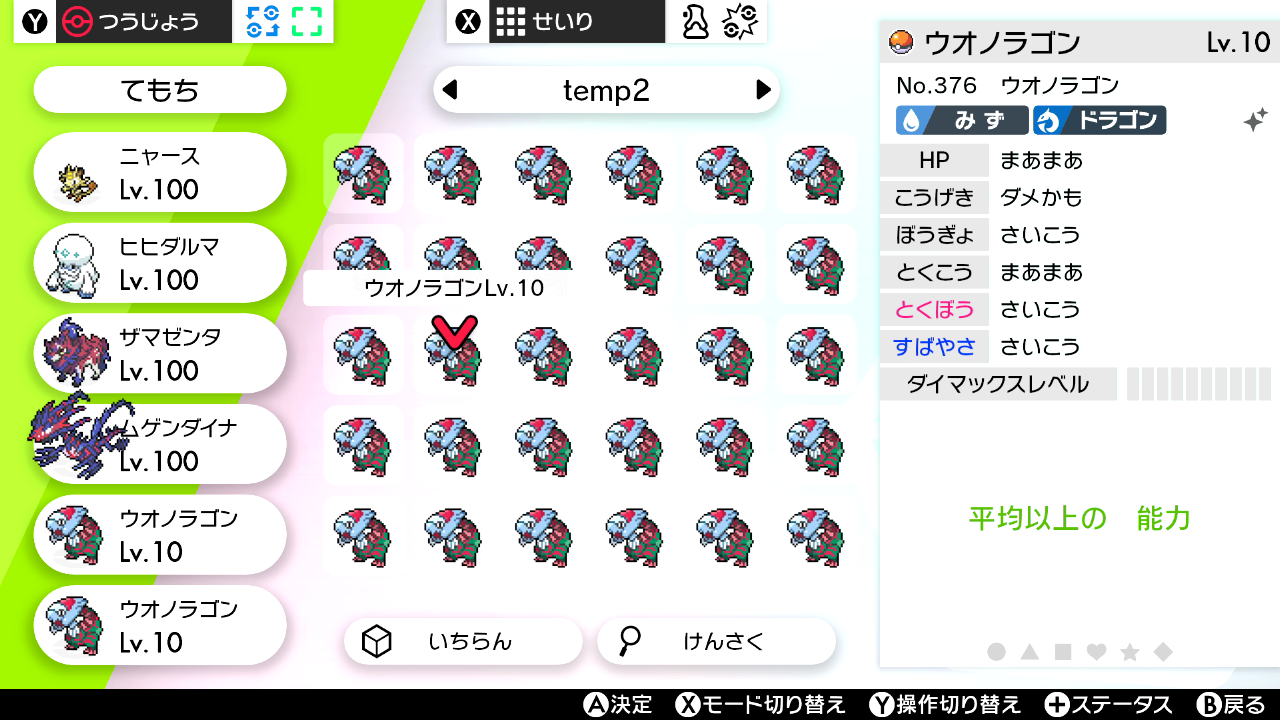 Y つうじょう
X せいり
てもち
ニャース
Lv.100
ヒヒダルマ
Lv.100
ザマゼンタ
Lv.100
ムゲンダイナ
Lv.100
ウオノラゴン
Lv.10
ウオノラゴン
Lv.10
temp2
ウオノラゴンLv.10
いちらん
けんさく
ウオノラゴン Lv.10
No.376 ウオノラゴン
みず ドラゴン
HP まあまあ
こうげき ダメかも
ぼうぎょ さいこう
とくこう まあまあ
とくぼう さいこう
すばやさ さいこう
ダイマックスレベル
平均以上の 能力
A決定 Xモード切り替え Y操作切り替え +ステータス B戻る